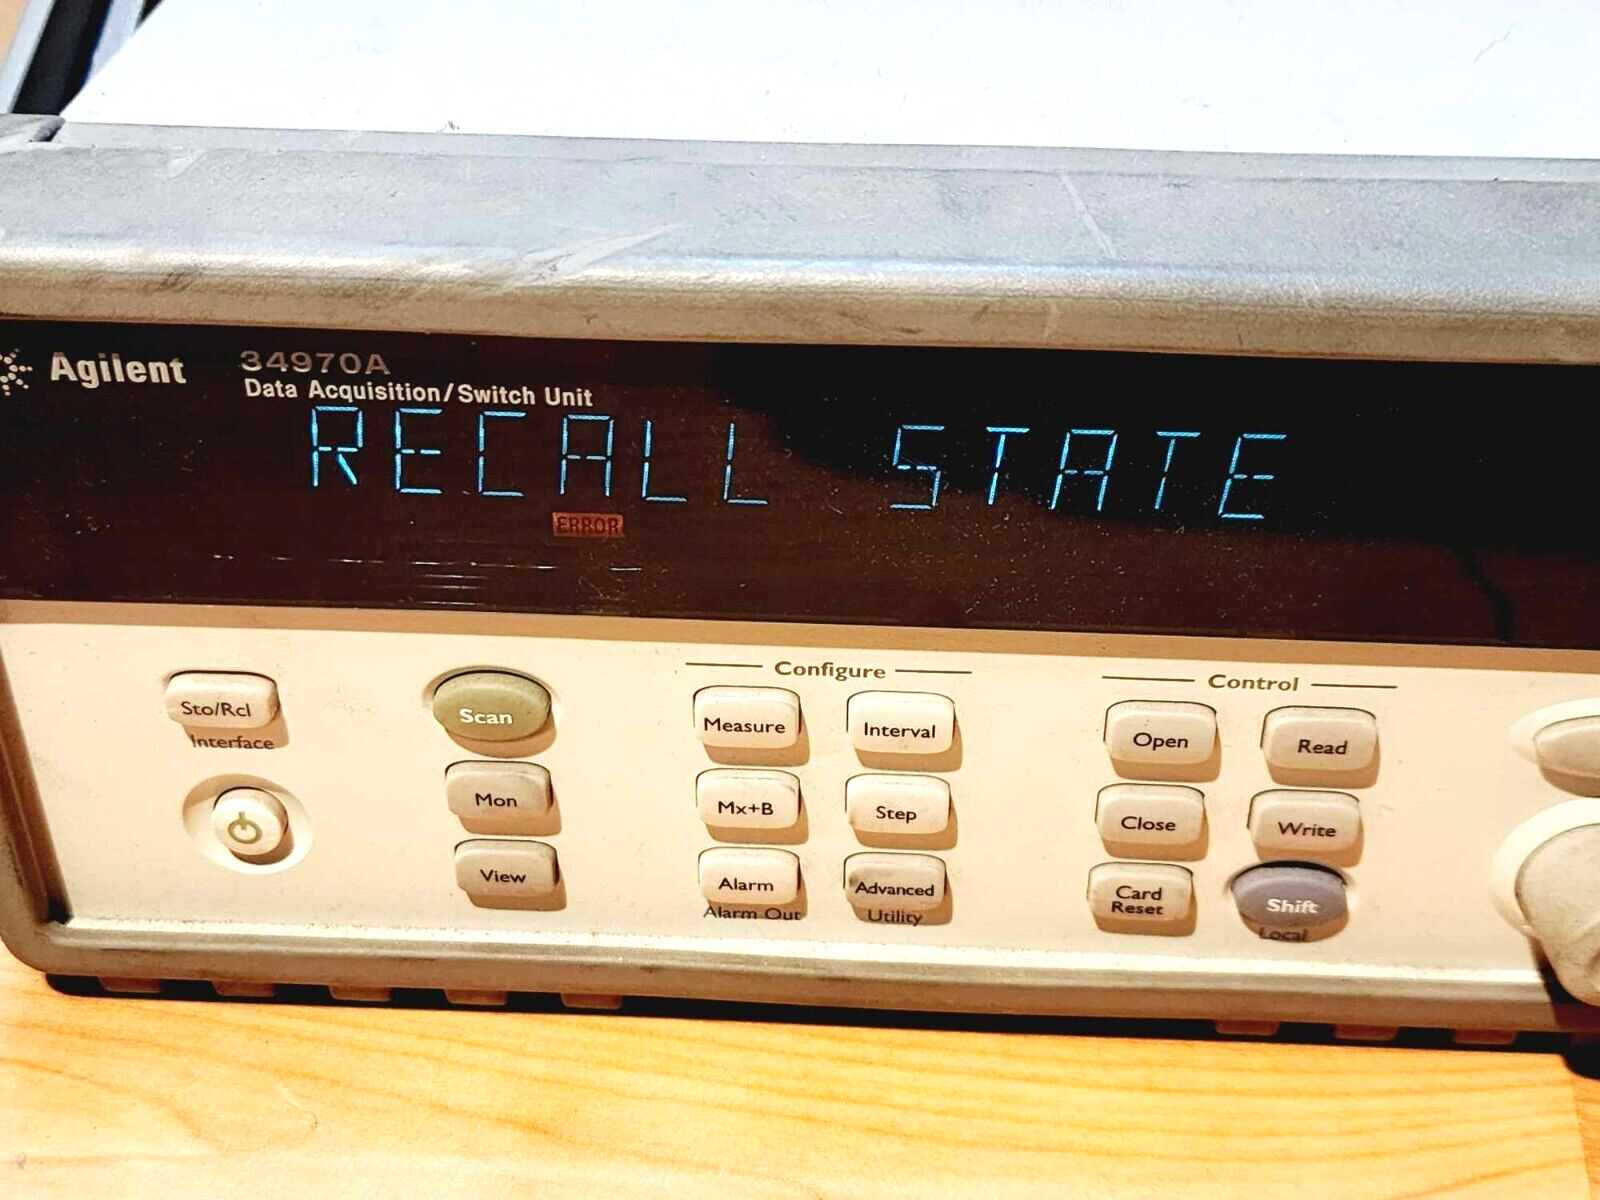 Agilent 34970A
Data Acquisition/Switch Unit
RECALL STATE
ERROR
Configure
Control
Sto/Rcl
Interface
Scan
Mon
View
Measure
Interval
Mx+B
Step
Alarm
Alarm Out
Advanced
Utility
Open
Read
Close
Write
Card
Reset
Shift
Local